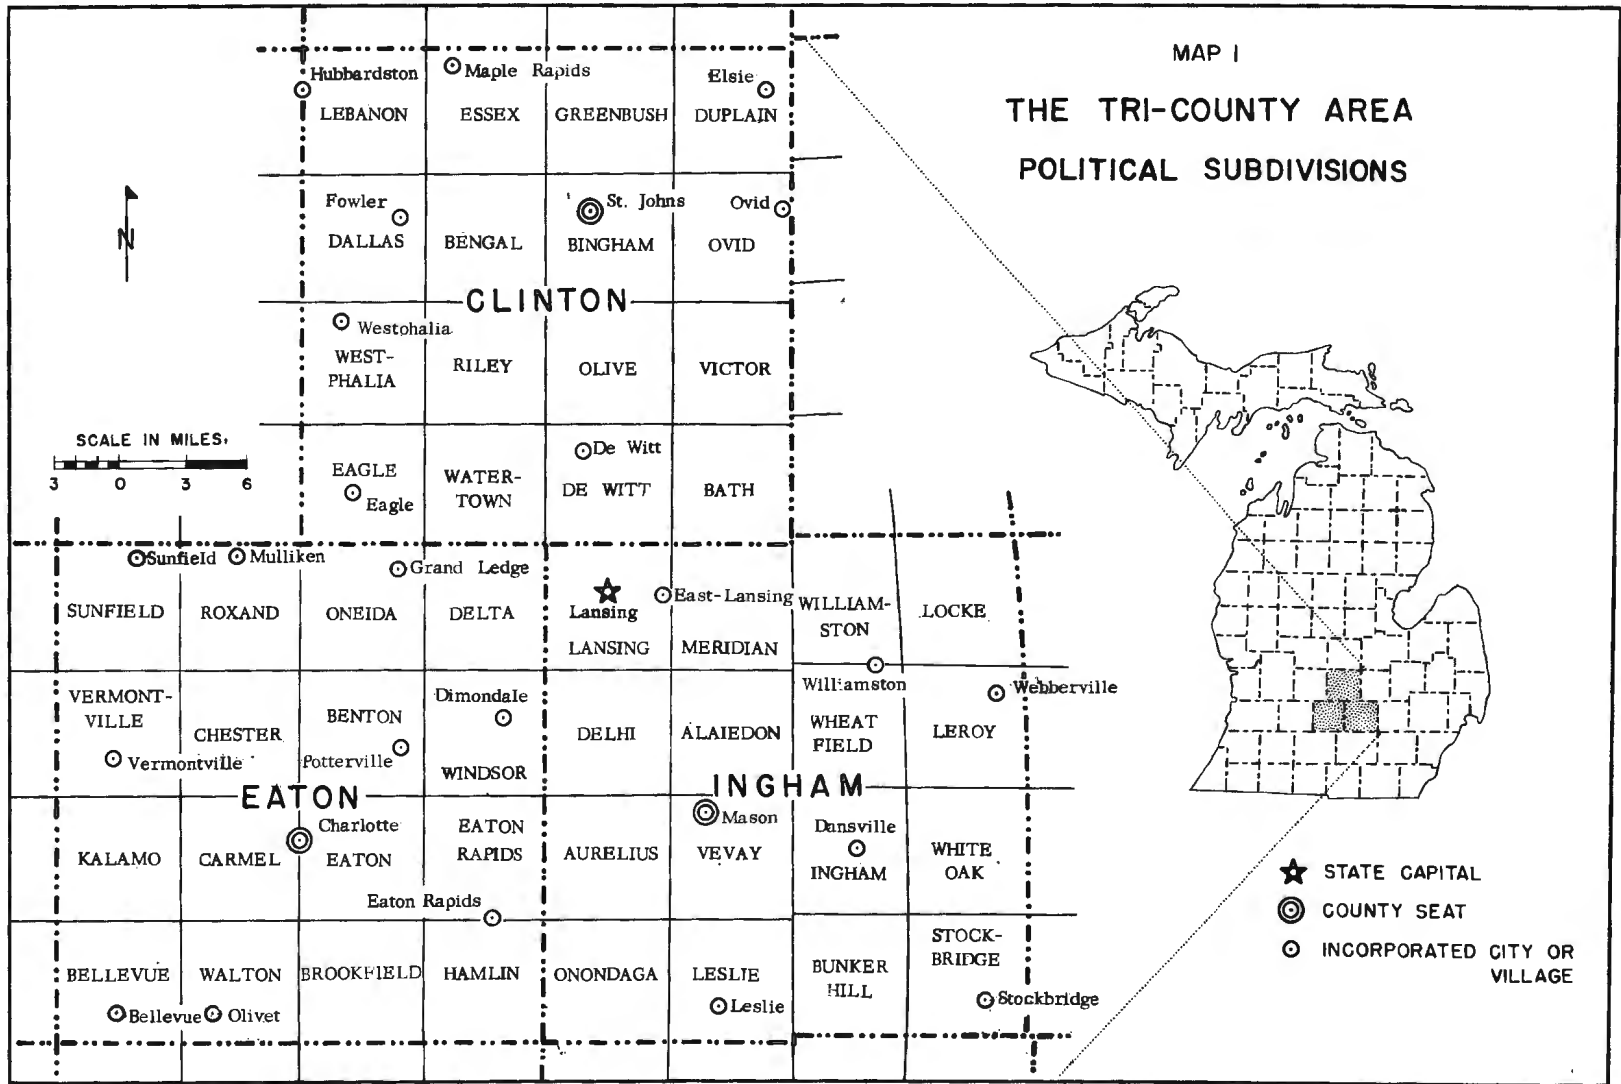 MAP I
THE TRI-COUNTY AREA
POLITICAL SUBDIVISIONS
Hubbardston
Maple Rapids
Elsie
LEBANON
ESSEX
GREENBUSH
DUPLAIN
Fowler
St. Johns
Ovid
DALLAS
BENGAL
BINGHAM
OVID
N
CLINTON
Westohalia
WEST-
PHALIA
RILEY
OLIVE
VICTOR
SCALE IN MILES.
3 0 3 6
De Witt
EAGLE
Eagle
WATER-
TOWN
DE WITT
BATH
Sunfield
Mulliken
Grand Ledge
Lansing
East-Lansing
SUNFIELD
ROXAND
ONEIDA
DELTA
LANSING
MERIDIAN
WILLIAM-
STON
LOCKE
Williamston
Webberville
VERMONT-
VILLE
Vermontville
CHESTER
BENTON
Potterville
Dimondale
WINDSOR
DELHI
ALAIEDON
WHEAT
FIELD
LEROY
EATON
INGHAM
Charlotte
Mason
Dansville
KALAMO
CARMEL
EATON
EATON
RAPIDS
AURELIUS
VEVAY
INGHAM
WHITE
OAK
Eaton Rapids
BELLEVUE
WALTON
BROOKFIELD
HAMLIN
ONONDAGA
LESLIE
BUNKER
HILL
STOCK-
BRIDGE
Bellevue
Olivet
Leslie
Stockbridge
STATE CAPITAL
COUNTY SEAT
INCORPORATED CITY OR
VILLAGE